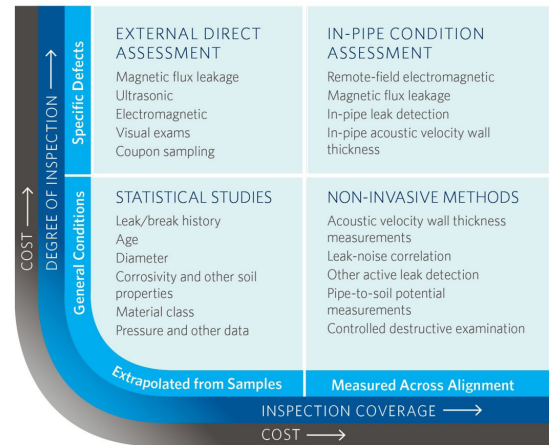 EXTERNAL DIRECT
ASSESSMENT
Magnetic flux leakage
Ultrasonic
Electromagnetic
Visual exams
Coupon sampling
IN-PIPE CONDITION
ASSESSMENT
Remote-field electromagnetic
Magnetic flux leakage
In-pipe leak detection
In-pipe acoustic velocity wall
thickness
STATISTICAL STUDIES
Leak/break history
Age
Diameter
Corrosivity and other soil
properties
Material class
Pressure and other data
NON-INVASIVE METHODS
Acoustic velocity wall thickness
measurements
Leak-noise correlation
Other active leak detection
Pipe-to-soil potential
measurements
Controlled destructive examination
Specific Defects
General Conditions
DEGREE OF INSPECTION →
COST →
Extrapolated from Samples
Measured Across Alignment
INSPECTION COVERAGE →
COST →